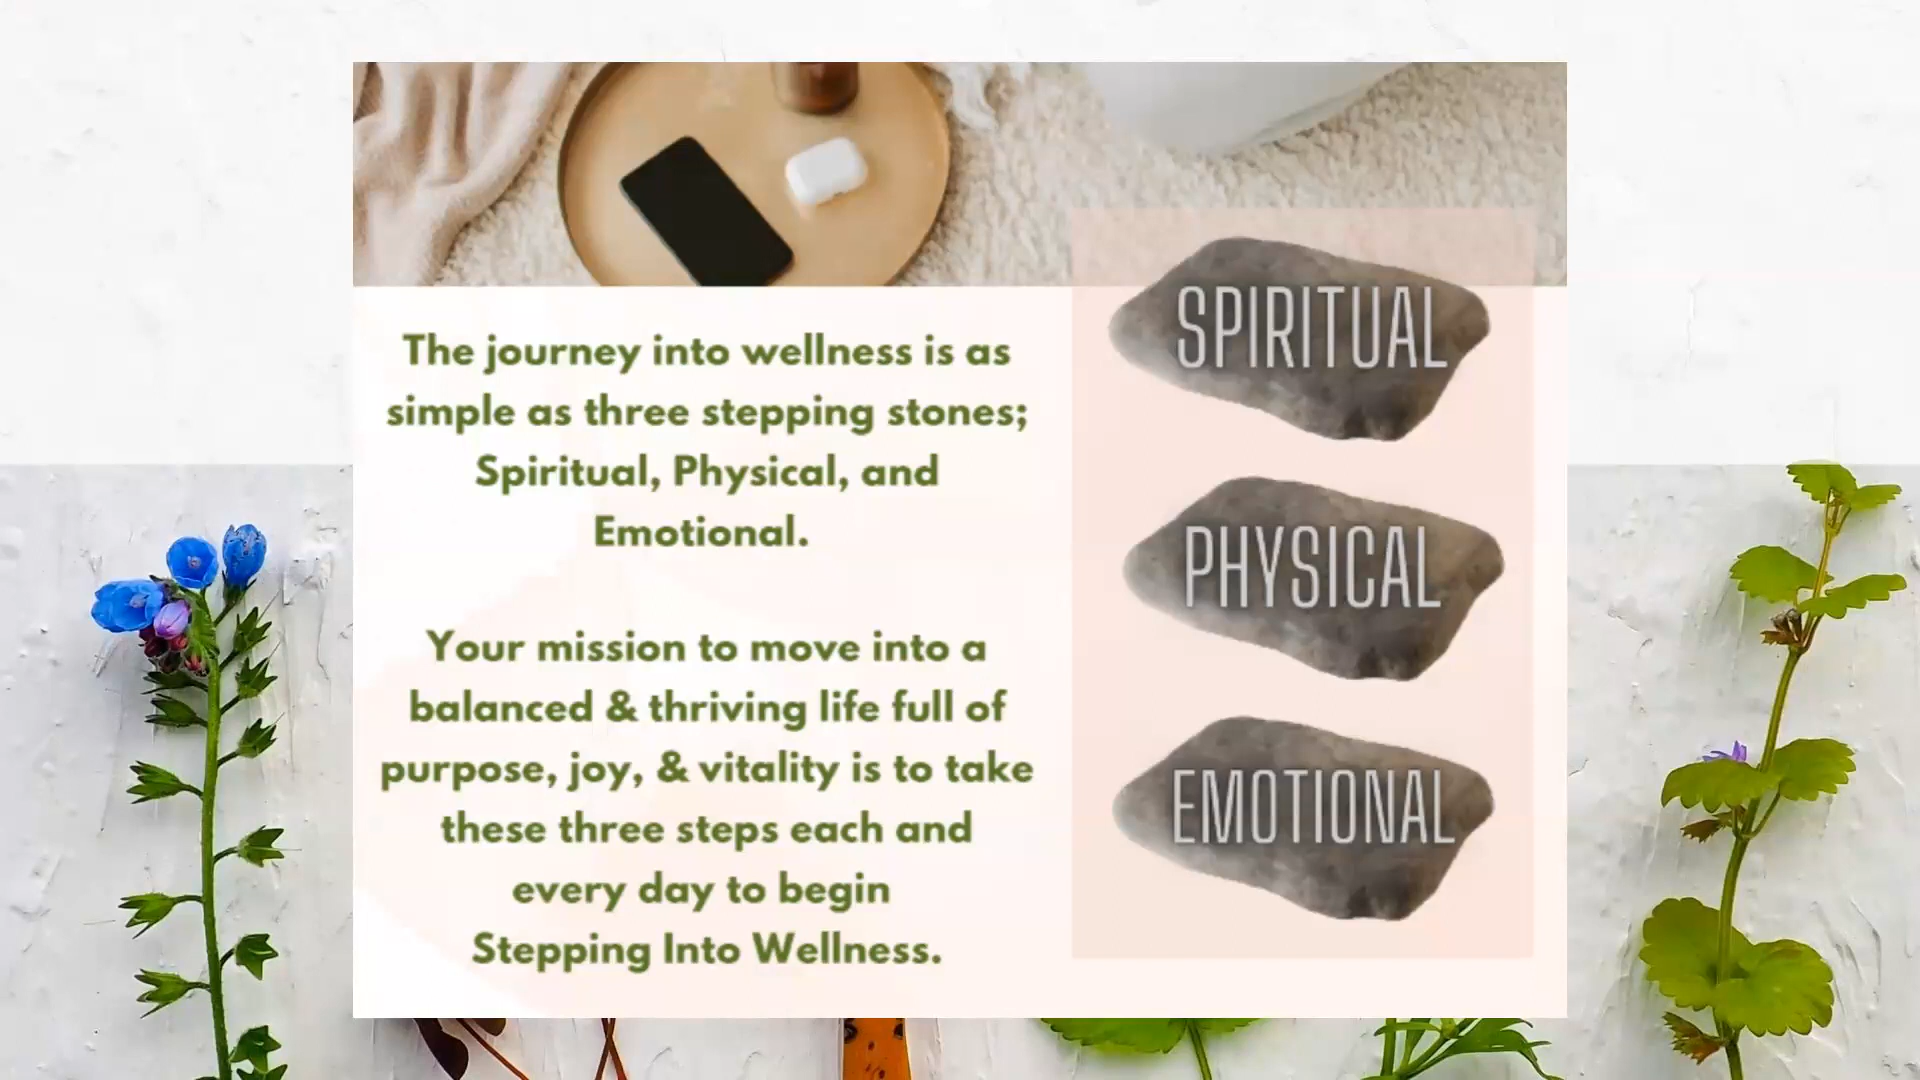 The journey into wellness is as
simple as three stepping stones;
Spiritual, Physical, and
Emotional.
Your mission to move into a
balanced & thriving life full of
purpose, joy, & vitality is to take
these three steps each and
every day to begin
Stepping Into Wellness.
SPIRITUAL
PHYSICAL
EMOTIONAL